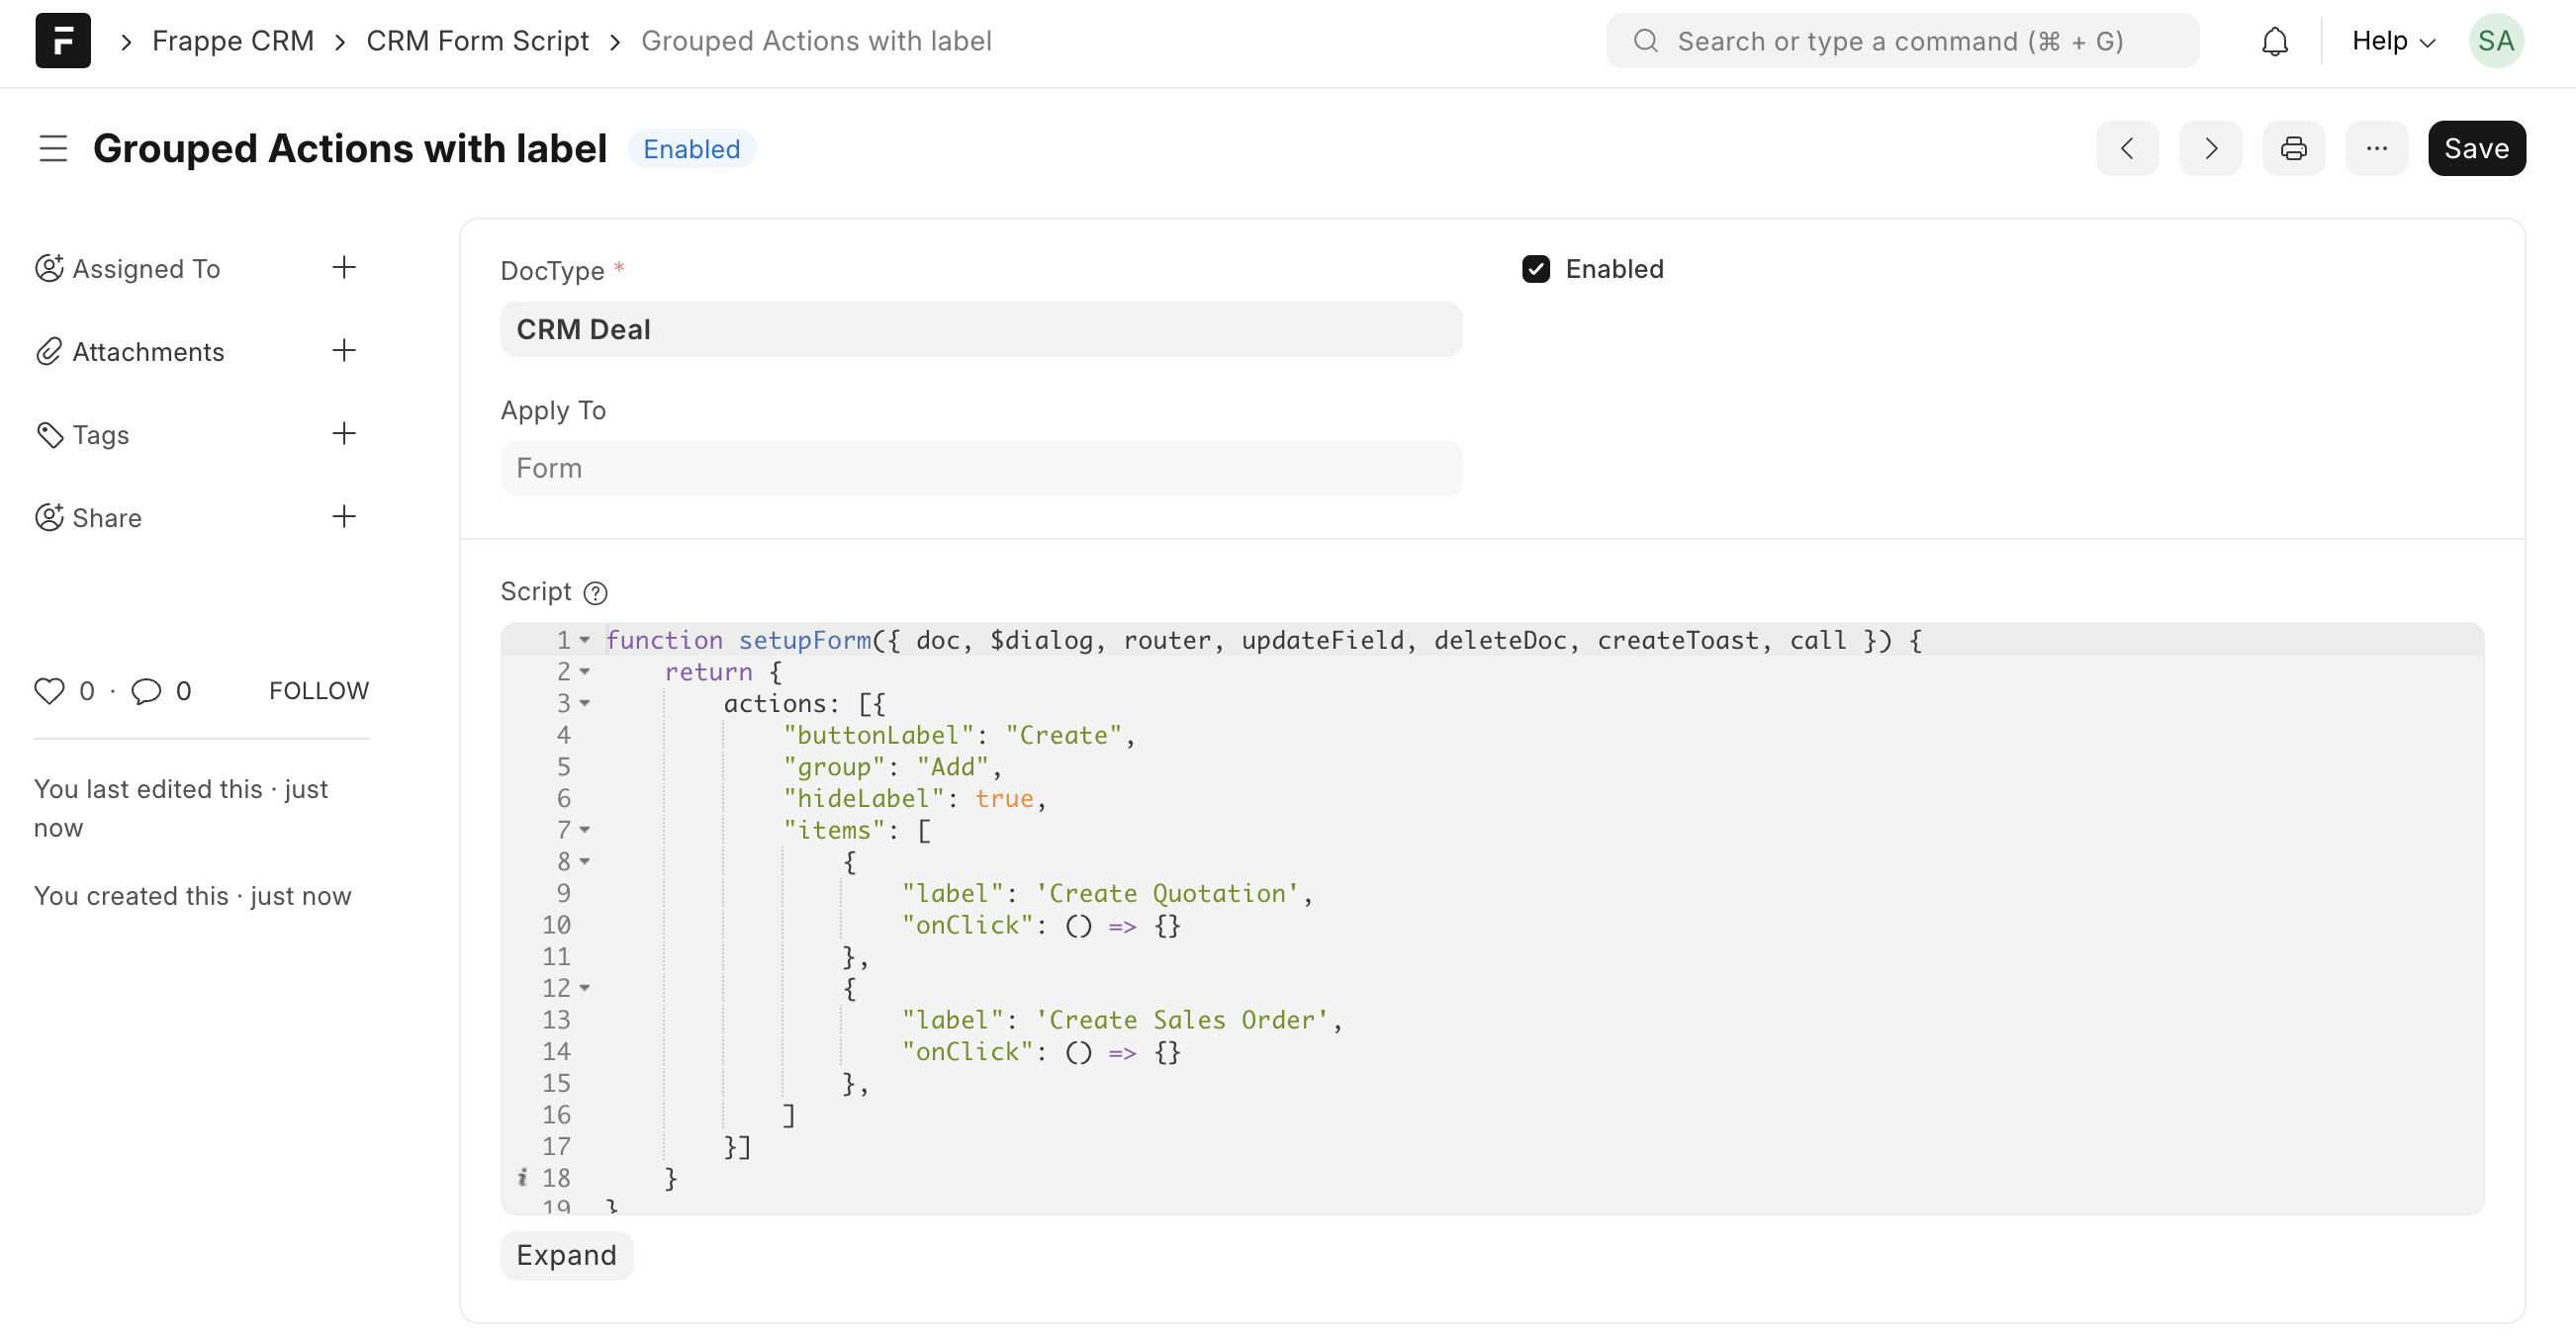 F Frappe CRM CRM Form Script Grouped Actions with label Search or type a command (⌘ + G) Help SA
Grouped Actions with label Enabled ··· Save
Assigned To
Attachments
Tags
Share
0 · 0 FOLLOW
You last edited this · just
now
You created this · just now
DocType *
CRM Deal
Enabled
Apply To
Form
Script ?
1 function setupForm({ doc, $dialog, router, updateField, deleteDoc, createToast, call }) {
2     return {
3         actions: [{
4             "buttonLabel": "Create",
5             "group": "Add",
6             "hideLabel": true,
7             "items": [
8                 {
9                     "label": 'Create Quotation',
10                     "onClick": () => {}
11                 },
12                 {
13                     "label": 'Create Sales Order',
14                     "onClick": () => {}
15                 },
16             ]
17         }]
i 18     }
19 }
Expand